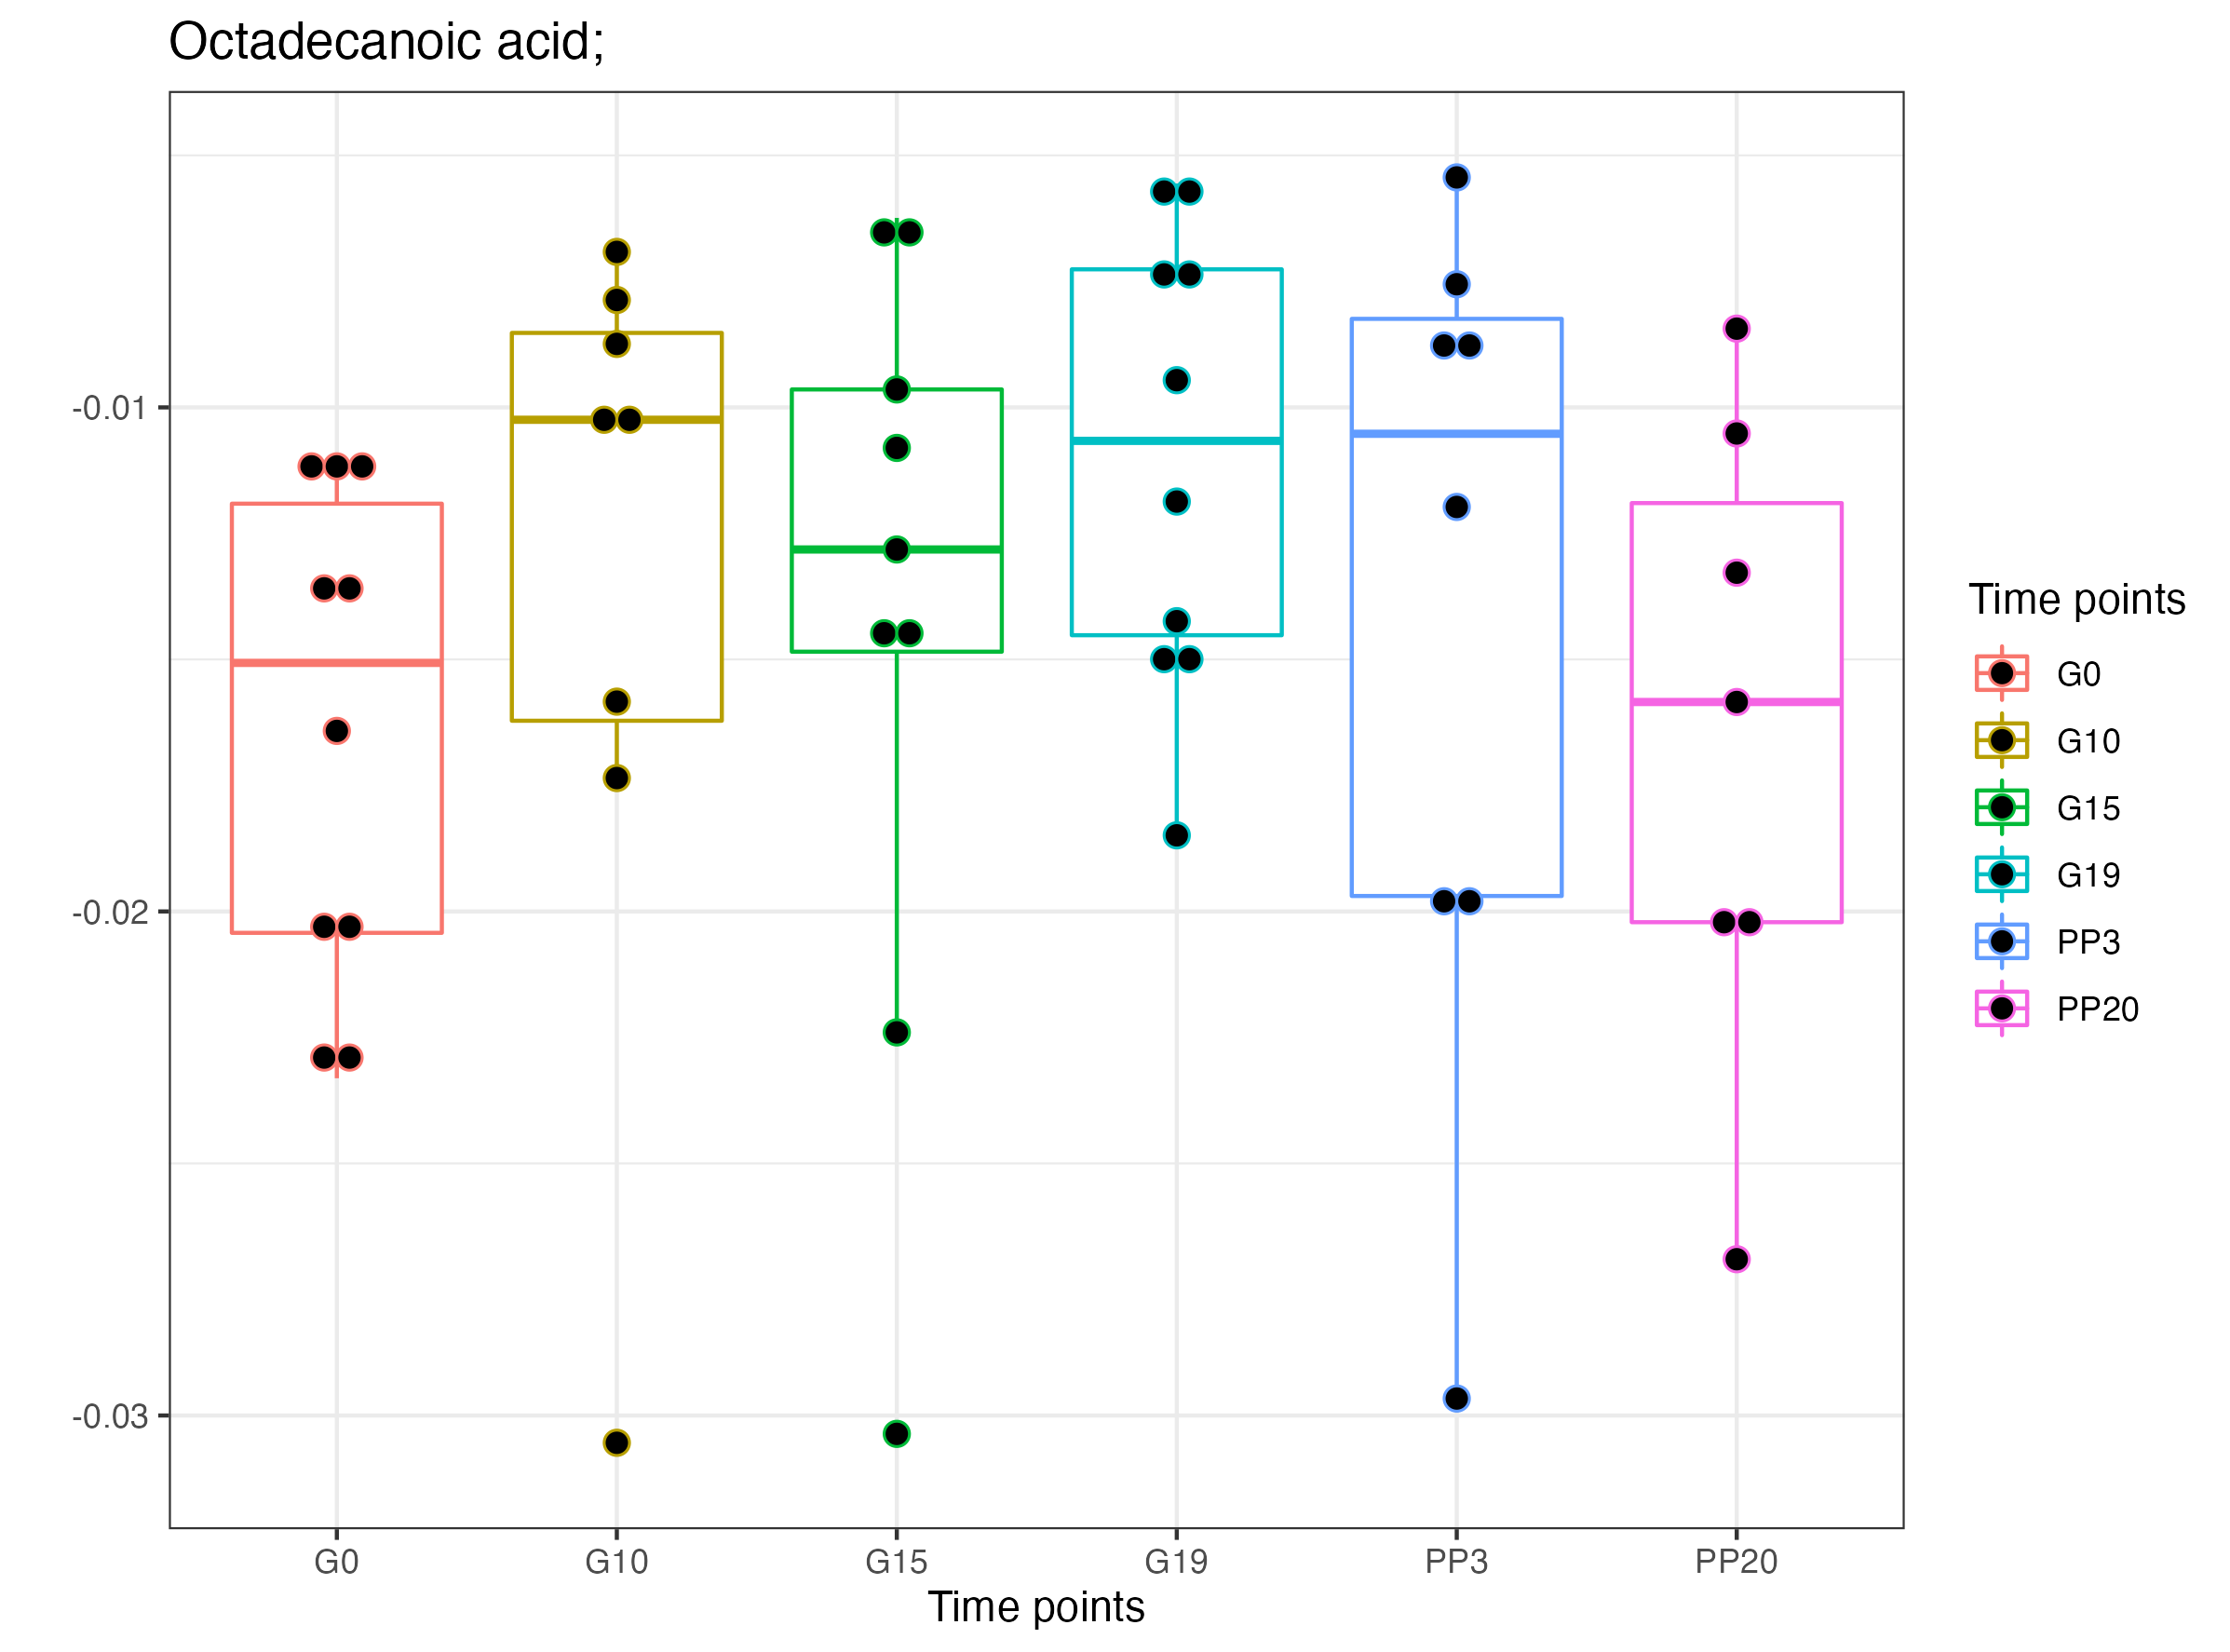 Octadecanoic acid;
-0.01
-0.02
-0.03
G0
G10
G15
G19
PP3
PP20
Time points
Time points
G0
G10
G15
G19
PP3
PP20